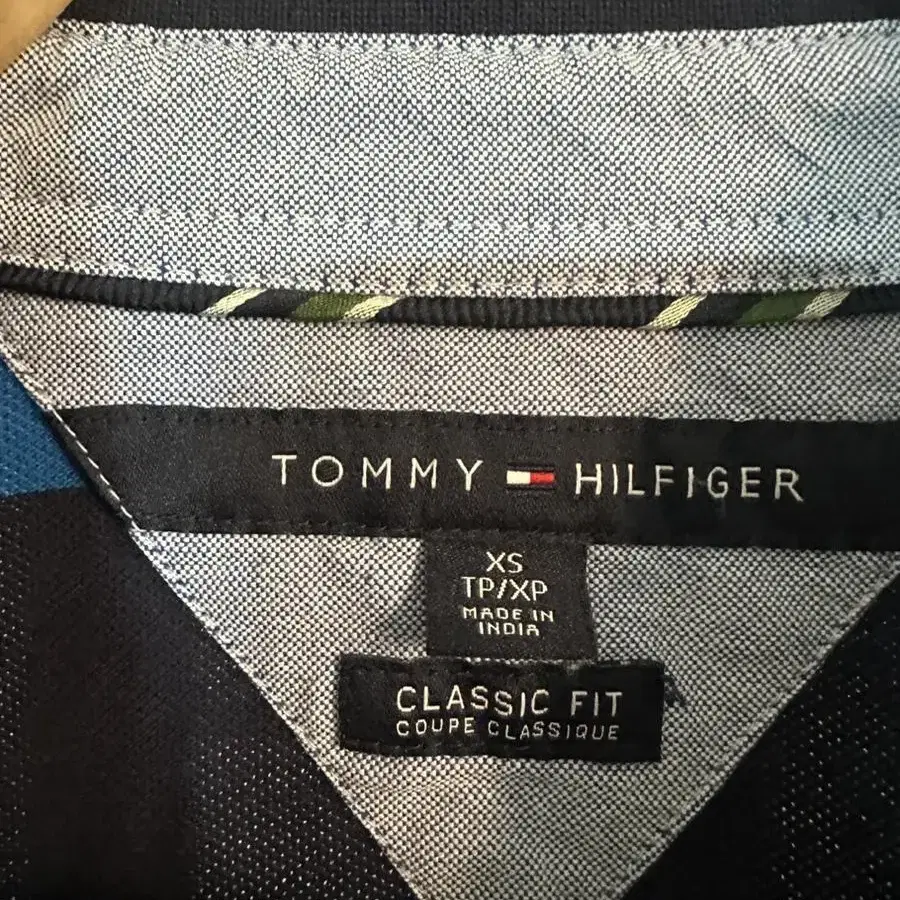 TOMMY HILFIGER
XS
TP/XP
MADE IN
INDIA
CLASSIC FIT
COUPE CLASSIQUE